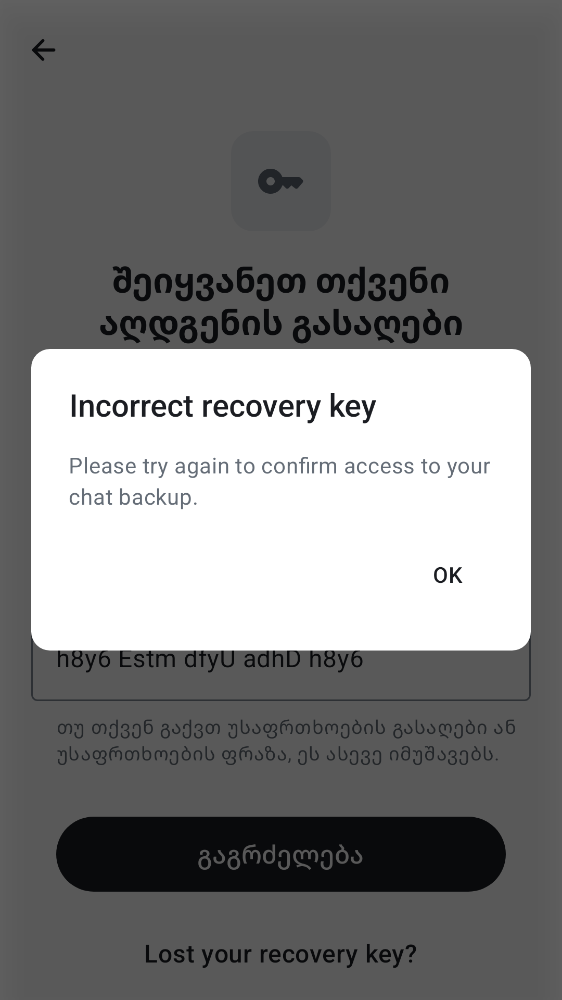 შეიყვანეთ თქვენი
აღდგენის გასაღები
Incorrect recovery key
Please try again to confirm access to your
chat backup.
OK
h8y6 Estm dfyU adhD h8y6
თუ თქვენ გაქვთ უსაფრთხოების გასაღები ან
უსაფრთხოების ფრაზა, ეს ასევე იმუშავებს.
გაგრძელება
Lost your recovery key?